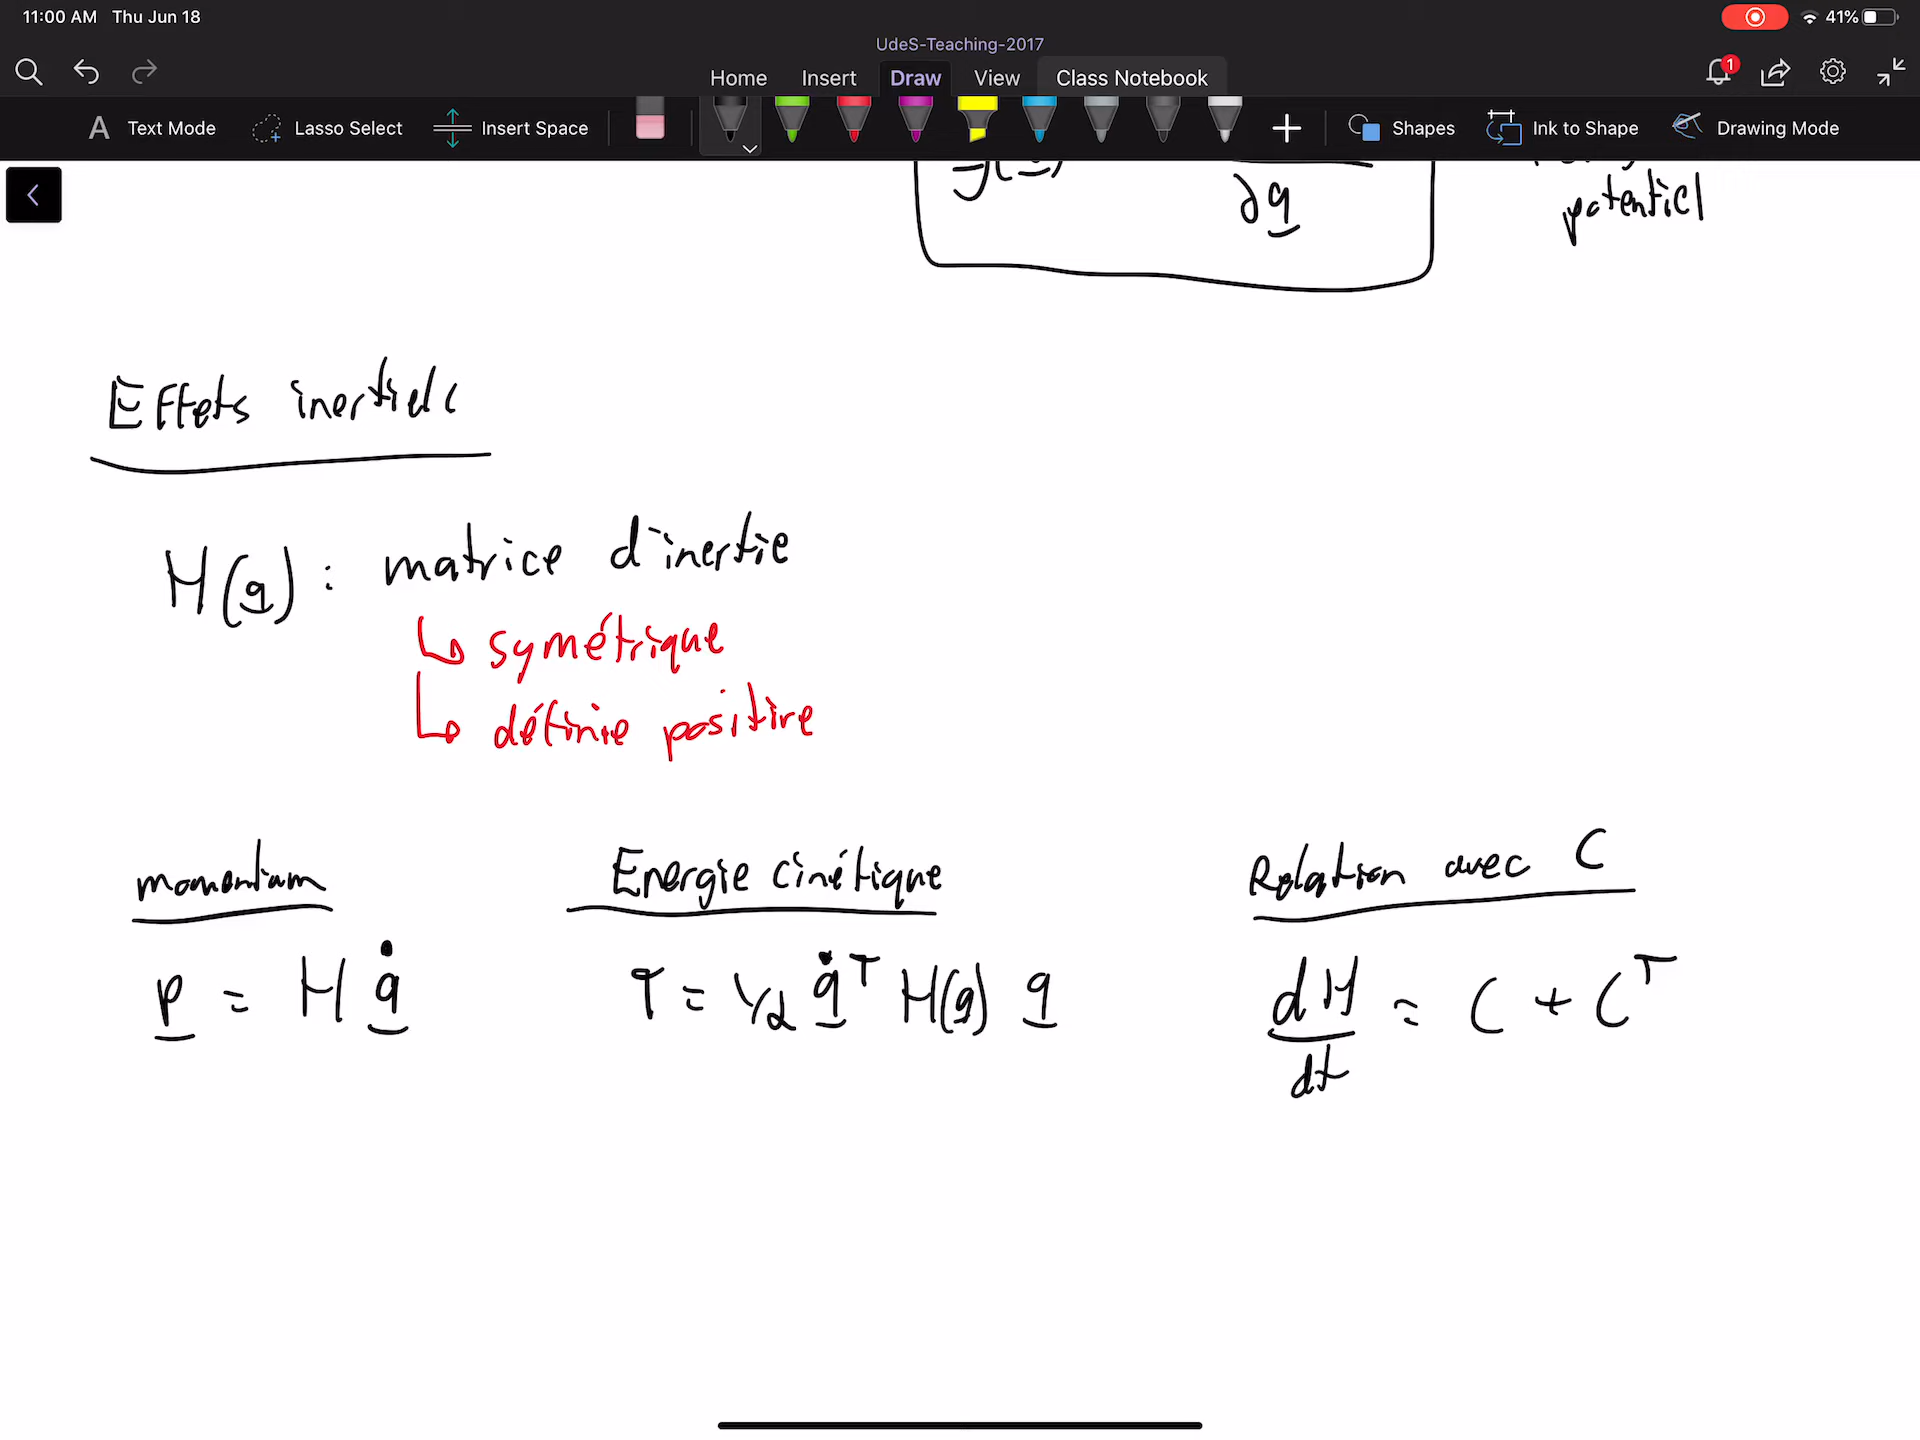 11:00 AM Thu Jun 18
41%
UdeS-Teaching-2017
Home Insert Draw View Class Notebook
1
A Text Mode Lasso Select Insert Space Shapes Ink to Shape Drawing Mode
∂q
potentiel
Effets inertiels
H(q) : matrice d'inertie
↳ symétrique
↳ définie positive
momentum Energie cinétique Relation avec C
p = H q̇ T = 1/2 q̇ᵀ H(q) q dH/dt = C + Cᵀ